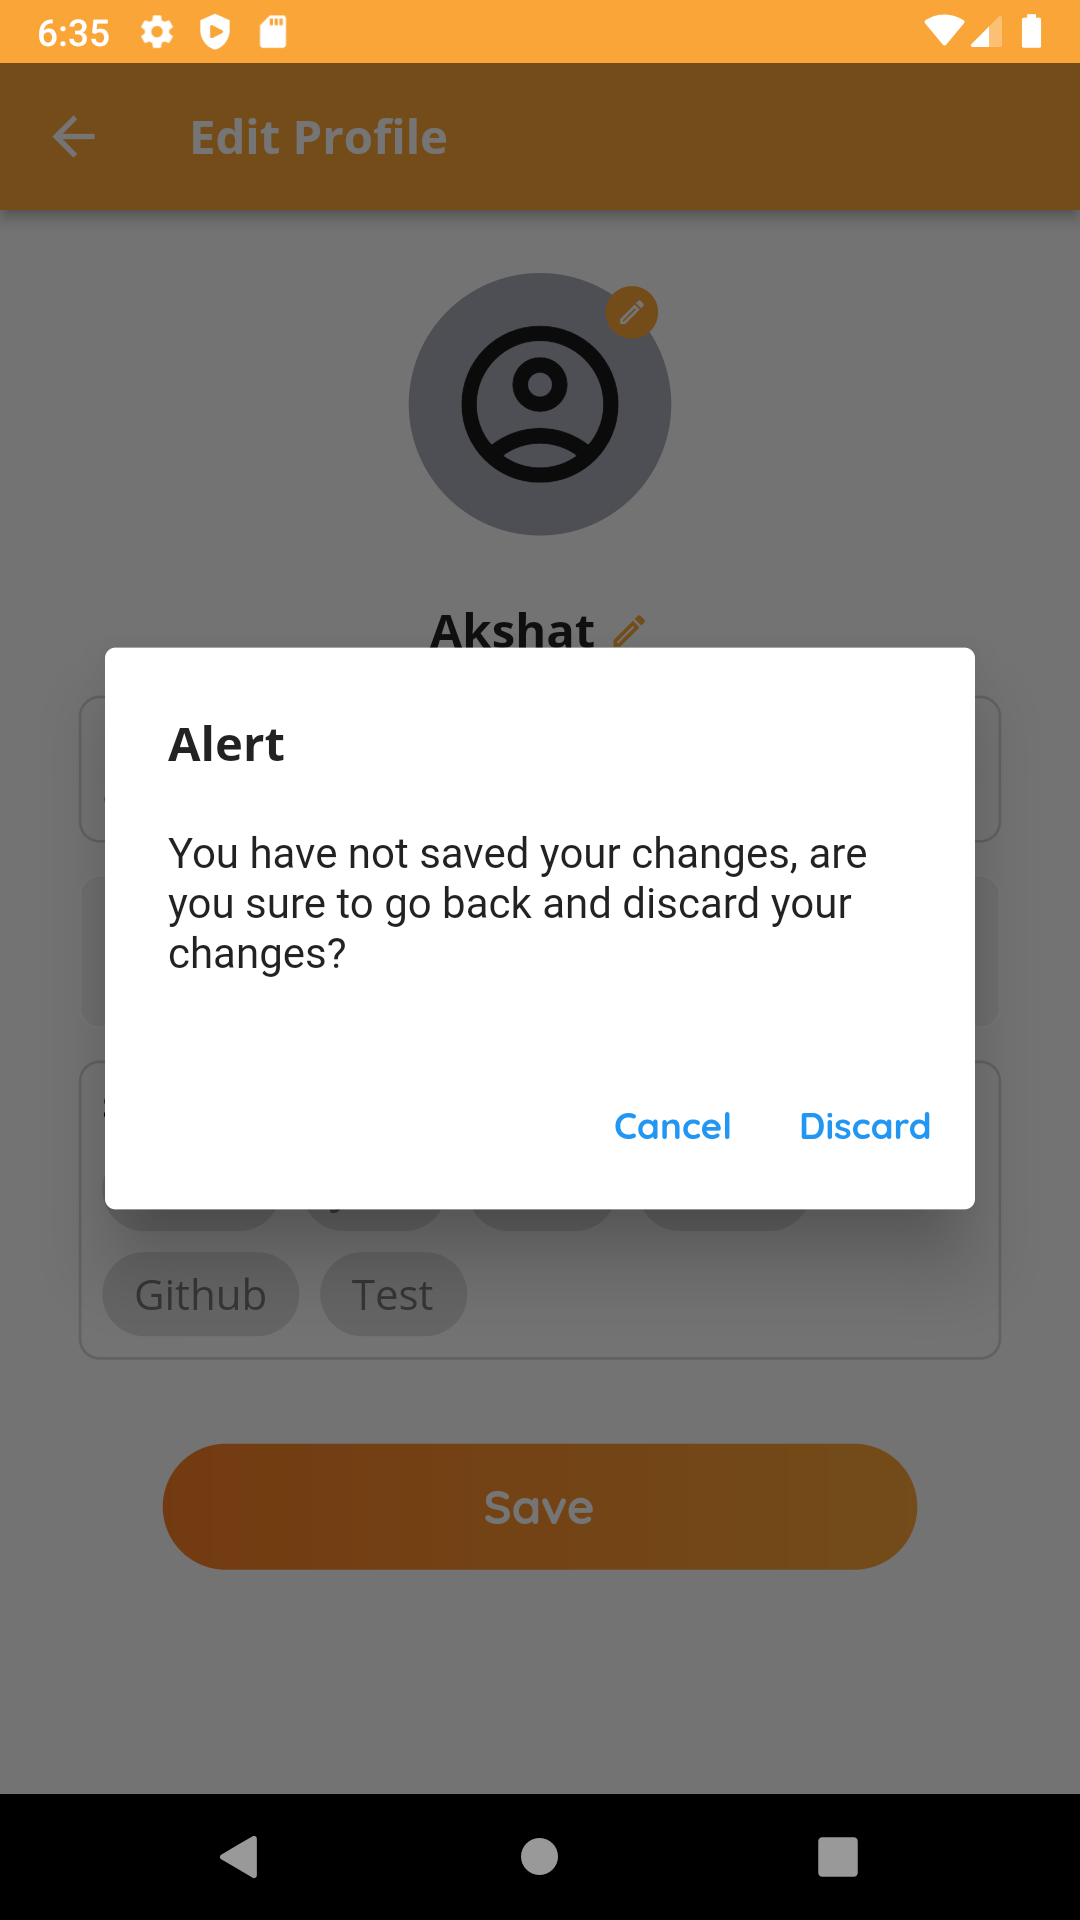 6:35
Edit Profile
Akshat
Alert
You have not saved your changes, are
you sure to go back and discard your
changes?
Cancel
Discard
Github
Test
Save